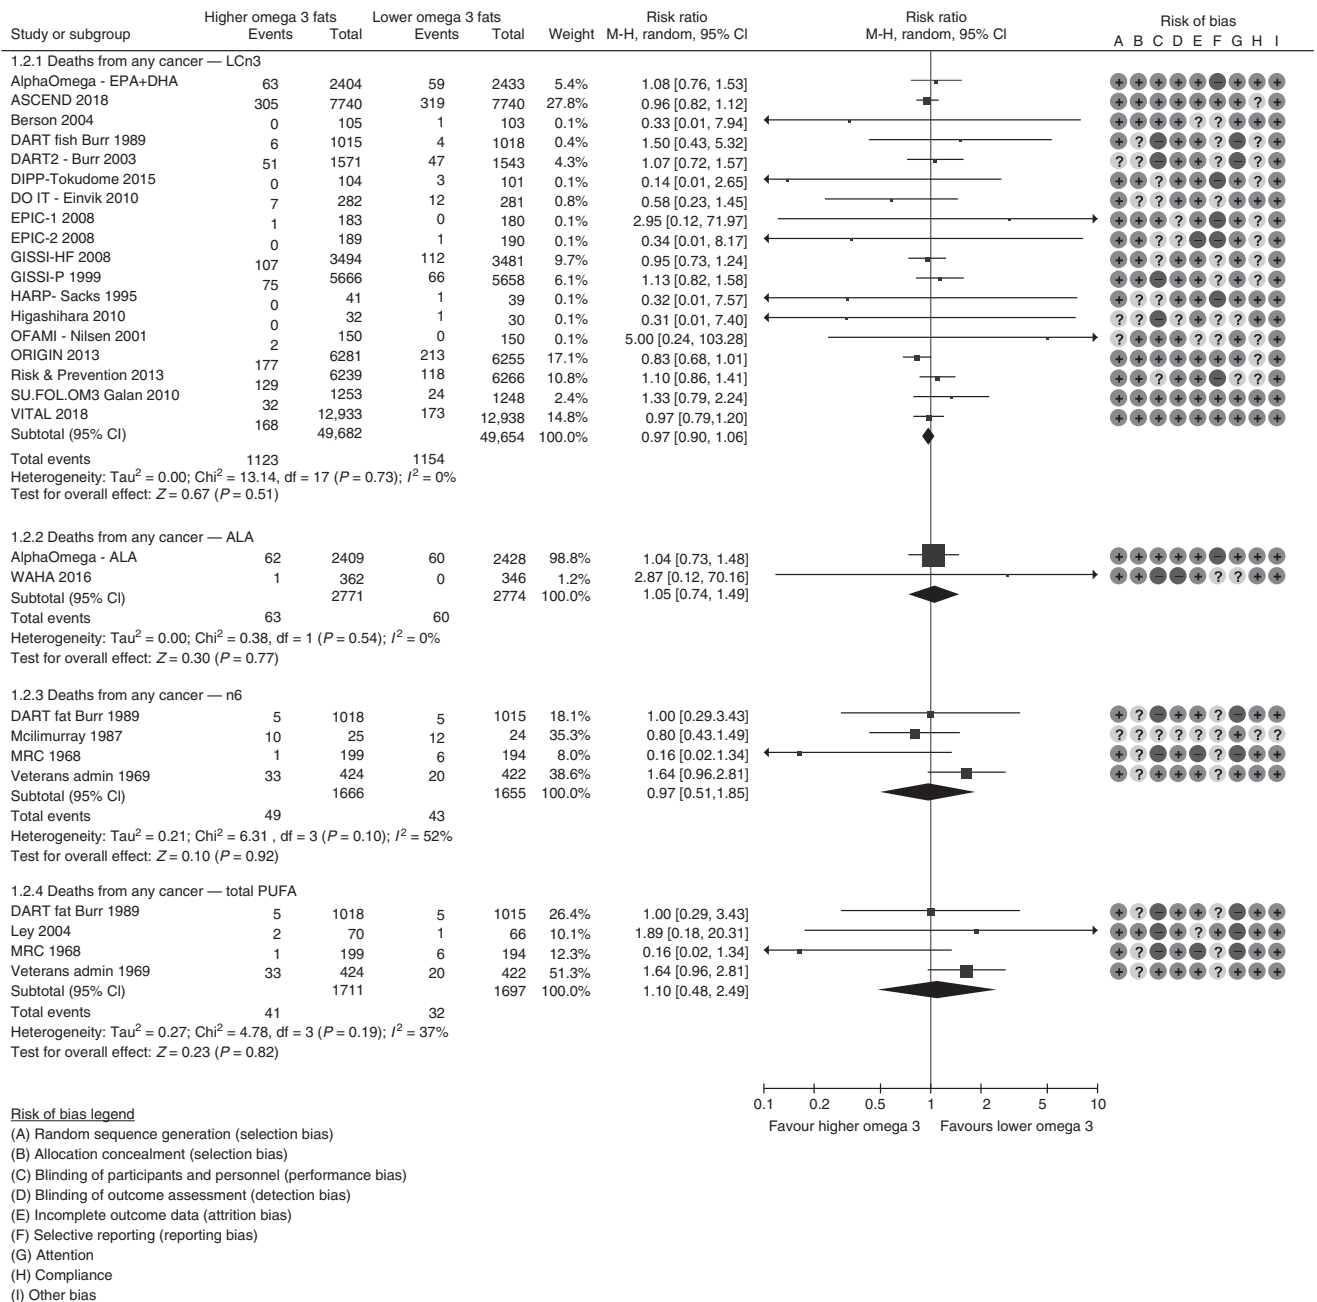 Higher omega 3 fats Lower omega 3 fats Risk ratio Risk ratio Risk of bias
Study or subgroup Events Total Events Total Weight M-H, random, 95% CI M-H, random, 95% CI A B C D E F G H I
1.2.1 Deaths from any cancer — LCn3
AlphaOmega - EPA+DHA 63 2404 59 2433 5.4% 1.08 [0.76, 1.53] + + + + + − + + +
ASCEND 2018 305 7740 319 7740 27.8% 0.96 [0.82, 1.12] + + + + + + + ? +
Berson 2004 0 105 1 103 0.1% 0.33 [0.01, 7.94] + + + + ? ? + + +
DART fish Burr 1989 6 1015 4 1018 0.4% 1.50 [0.43, 5.32] + ? − + + ? − ? +
DART2 - Burr 2003 51 1571 47 1543 4.3% 1.07 [0.72, 1.57] ? ? − + + ? − ? +
DIPP-Tokudome 2015 0 104 3 101 0.1% 0.14 [0.01, 2.65] + + ? + + − + ? +
DO IT - Einvik 2010 7 282 12 281 0.8% 0.58 [0.23, 1.45] + + ? + + ? + + +
EPIC-1 2008 1 183 0 180 0.1% 2.95 [0.12, 71.97] + + + ? + − + ? +
EPIC-2 2008 0 189 1 190 0.1% 0.34 [0.01, 8.17] + + ? ? − − + ? +
GISSI-HF 2008 107 3494 112 3481 9.7% 0.95 [0.73, 1.24] + + + + + ? + ? +
GISSI-P 1999 75 5666 66 5658 6.1% 1.13 [0.82, 1.58] + + − + + ? + ? +
HARP- Sacks 1995 0 41 1 39 0.1% 0.32 [0.01, 7.57] + ? ? + + − + + +
Higashihara 2010 0 32 1 30 0.1% 0.31 [0.01, 7.40] ? ? − ? + ? ? + +
OFAMI - Nilsen 2001 2 150 0 150 0.1% 5.00 [0.24, 103.28] ? + + + ? ? + ? +
ORIGIN 2013 177 6281 213 6255 17.1% 0.83 [0.68, 1.01] + + + + + + + ? +
Risk & Prevention 2013 129 6239 118 6266 10.8% 1.10 [0.86, 1.41] + + ? + + − ? ? +
SU.FOL.OM3 Galan 2010 32 1253 24 1248 2.4% 1.33 [0.79, 2.24] + + + + + + + + +
VITAL 2018 168 12,933 173 12,938 14.8% 0.97 [0.79,1.20] + + + + + + + + +
Subtotal (95% CI) 49,682 49,654 100.0% 0.97 [0.90, 1.06]
Total events 1123 1154
Heterogeneity: Tau² = 0.00; Chi² = 13.14, df = 17 (P = 0.73); I² = 0%
Test for overall effect: Z = 0.67 (P = 0.51)
1.2.2 Deaths from any cancer — ALA
AlphaOmega - ALA 62 2409 60 2428 98.8% 1.04 [0.73, 1.48] + + + + + − + + +
WAHA 2016 1 362 0 346 1.2% 2.87 [0.12, 70.16] + + − − + ? ? + +
Subtotal (95% CI) 2771 2774 100.0% 1.05 [0.74, 1.49]
Total events 63 60
Heterogeneity: Tau² = 0.00; Chi² = 0.38, df = 1 (P = 0.54); I² = 0%
Test for overall effect: Z = 0.30 (P = 0.77)
1.2.3 Deaths from any cancer — n6
DART fat Burr 1989 5 1018 5 1015 18.1% 1.00 [0.29.3.43] + ? − + + ? − + +
Mcilimurray 1987 10 25 12 24 35.3% 0.80 [0.43.1.49] ? ? ? ? ? ? + ? ?
MRC 1968 1 199 6 194 8.0% 0.16 [0.02.1.34] + ? − + − ? − + +
Veterans admin 1969 33 424 20 422 38.6% 1.64 [0.96.2.81] + ? + + + ? + + +
Subtotal (95% CI) 1666 1655 100.0% 0.97 [0.51,1.85]
Total events 49 43
Heterogeneity: Tau² = 0.21; Chi² = 6.31 , df = 3 (P = 0.10); I² = 52%
Test for overall effect: Z = 0.10 (P = 0.92)
1.2.4 Deaths from any cancer — total PUFA
DART fat Burr 1989 5 1018 5 1015 26.4% 1.00 [0.29, 3.43] + ? − + + ? − + +
Ley 2004 2 70 1 66 10.1% 1.89 [0.18, 20.31] + + − + ? + − + +
MRC 1968 1 199 6 194 12.3% 0.16 [0.02, 1.34] + ? − + − ? − + +
Veterans admin 1969 33 424 20 422 51.3% 1.64 [0.96, 2.81] + ? + + + ? + + +
Subtotal (95% CI) 1711 1697 100.0% 1.10 [0.48, 2.49]
Total events 41 32
Heterogeneity: Tau² = 0.27; Chi² = 4.78, df = 3 (P = 0.19); I² = 37%
Test for overall effect: Z = 0.23 (P = 0.82)
0.1 0.2 0.5 1 2 5 10
Favour higher omega 3 Favours lower omega 3
Risk of bias legend
(A) Random sequence generation (selection bias)
(B) Allocation concealment (selection bias)
(C) Blinding of participants and personnel (performance bias)
(D) Blinding of outcome assessment (detection bias)
(E) Incomplete outcome data (attrition bias)
(F) Selective reporting (reporting bias)
(G) Attention
(H) Compliance
(I) Other bias